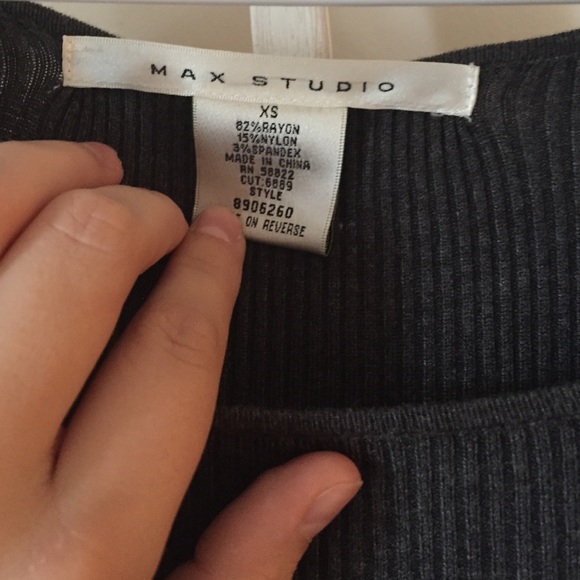 MAX STUDIO
XS
82%RAYON
15%NYLON
3%SPANDEX
MADE IN CHINA
RN 58822
CUT:6889
STYLE
8906260
ON REVERSE